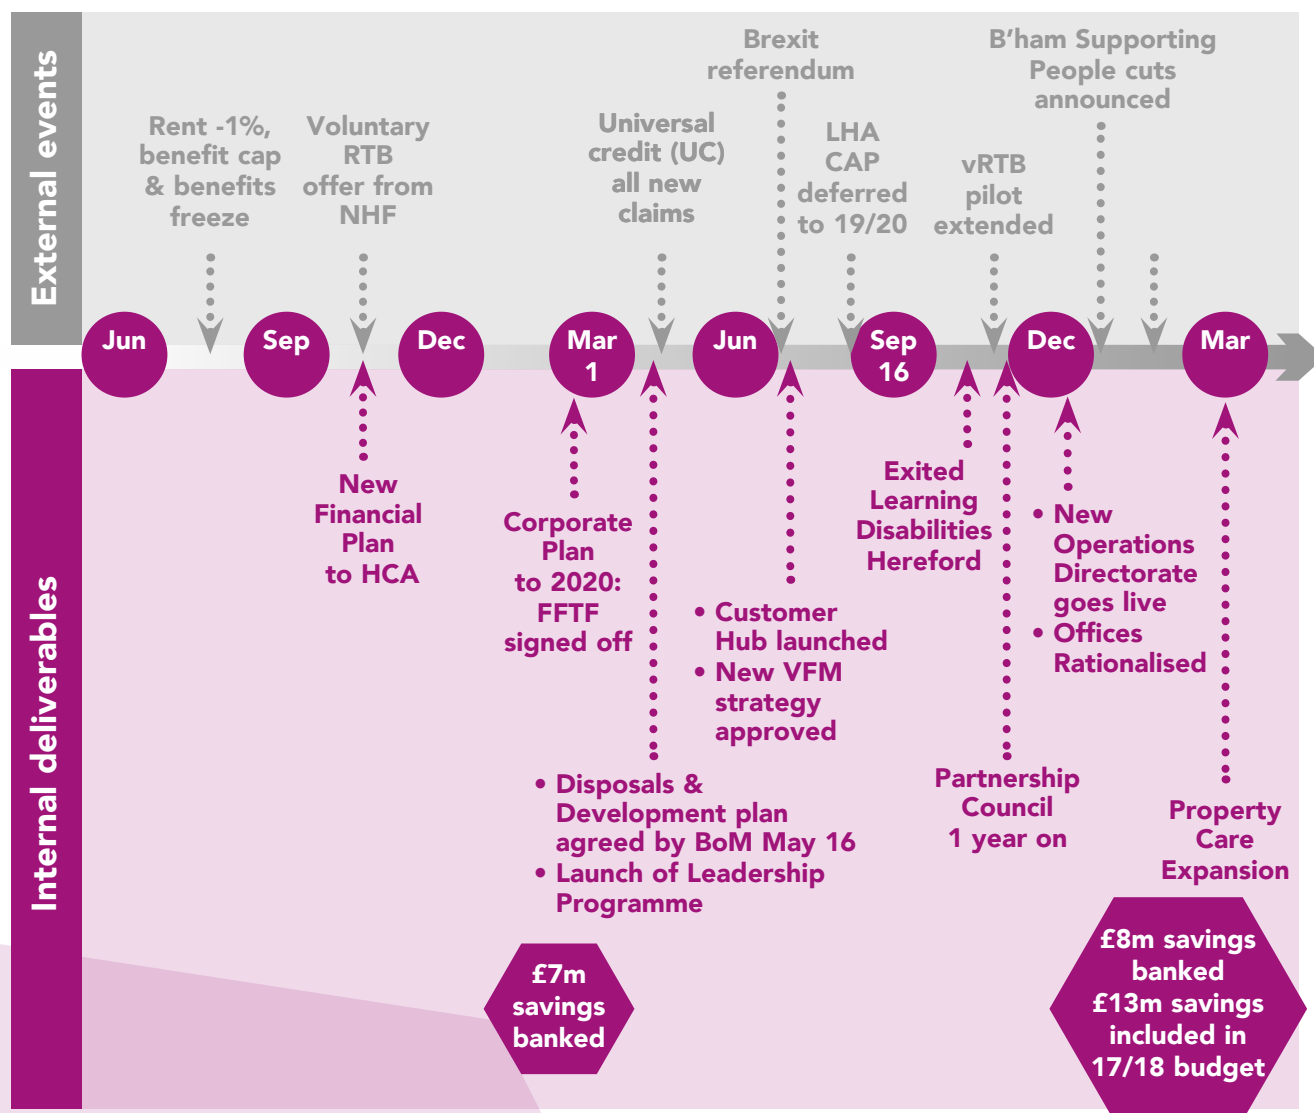 External events
Rent -1%,
benefit cap
& benefits
freeze
Voluntary
RTB
offer from
NHF
Universal
credit (UC)
all new
claims
Brexit
referendum
LHA
CAP
deferred
to 19/20
vRTB
pilot
extended
B'ham Supporting
People cuts
announced
Jun
Sep
Dec
Mar
1
Jun
Sep
16
Dec
Mar
Internal deliverables
New
Financial
Plan
to HCA
Corporate
Plan
to 2020:
FFTF
signed off
• Disposals &
Development plan
agreed by BoM May 16
• Launch of Leadership
Programme
• Customer
Hub launched
• New VFM
strategy
approved
Exited
Learning
Disabilities
Hereford
Partnership
Council
1 year on
• New
Operations
Directorate
goes live
• Offices
Rationalised
Property
Care
Expansion
£7m
savings
banked
£8m savings
banked
£13m savings
included in
17/18 budget